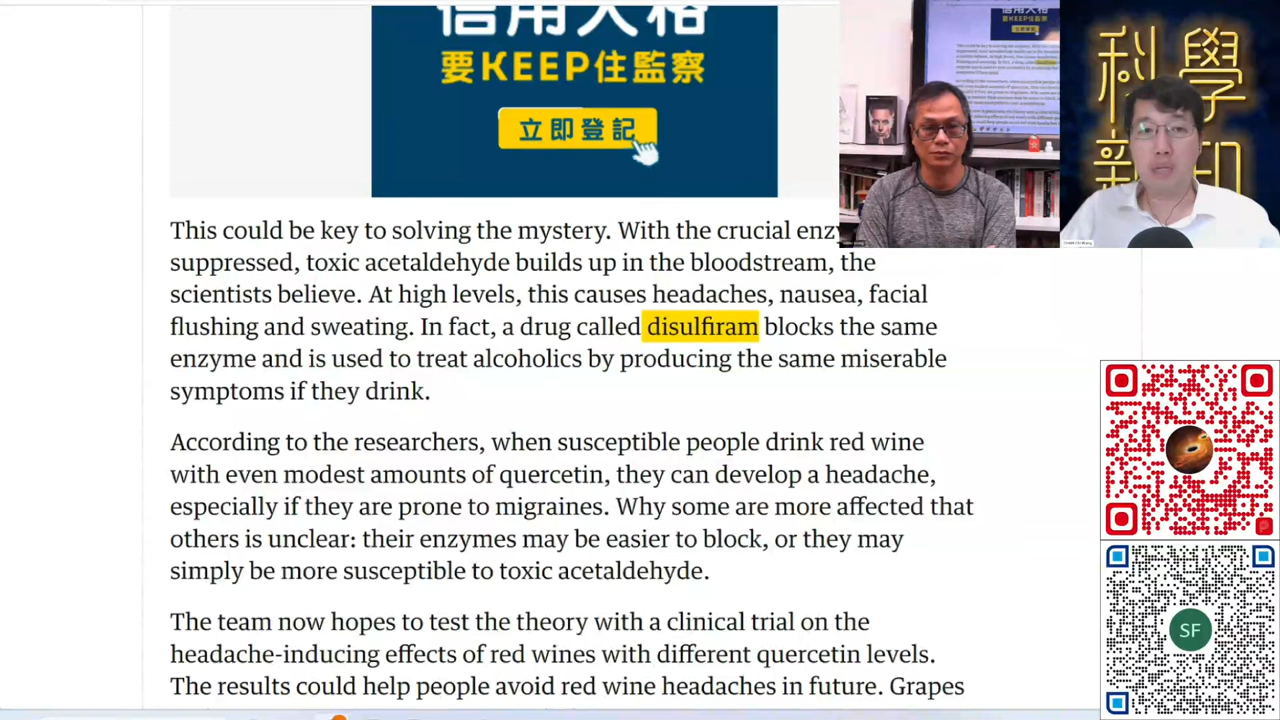 信用大格
要KEEP住監察
立即登記
科學
新知
This could be key to solving the mystery. With the crucial enzy
suppressed, toxic acetaldehyde builds up in the bloodstream, the
scientists believe. At high levels, this causes headaches, nausea, facial
flushing and sweating. In fact, a drug called disulfiram blocks the same
enzyme and is used to treat alcoholics by producing the same miserable
symptoms if they drink.
According to the researchers, when susceptible people drink red wine
with even modest amounts of quercetin, they can develop a headache,
especially if they are prone to migraines. Why some are more affected that
others is unclear: their enzymes may be easier to block, or they may
simply be more susceptible to toxic acetaldehyde.
The team now hopes to test the theory with a clinical trial on the
headache-inducing effects of red wines with different quercetin levels.
The results could help people avoid red wine headaches in future. Grapes
SF